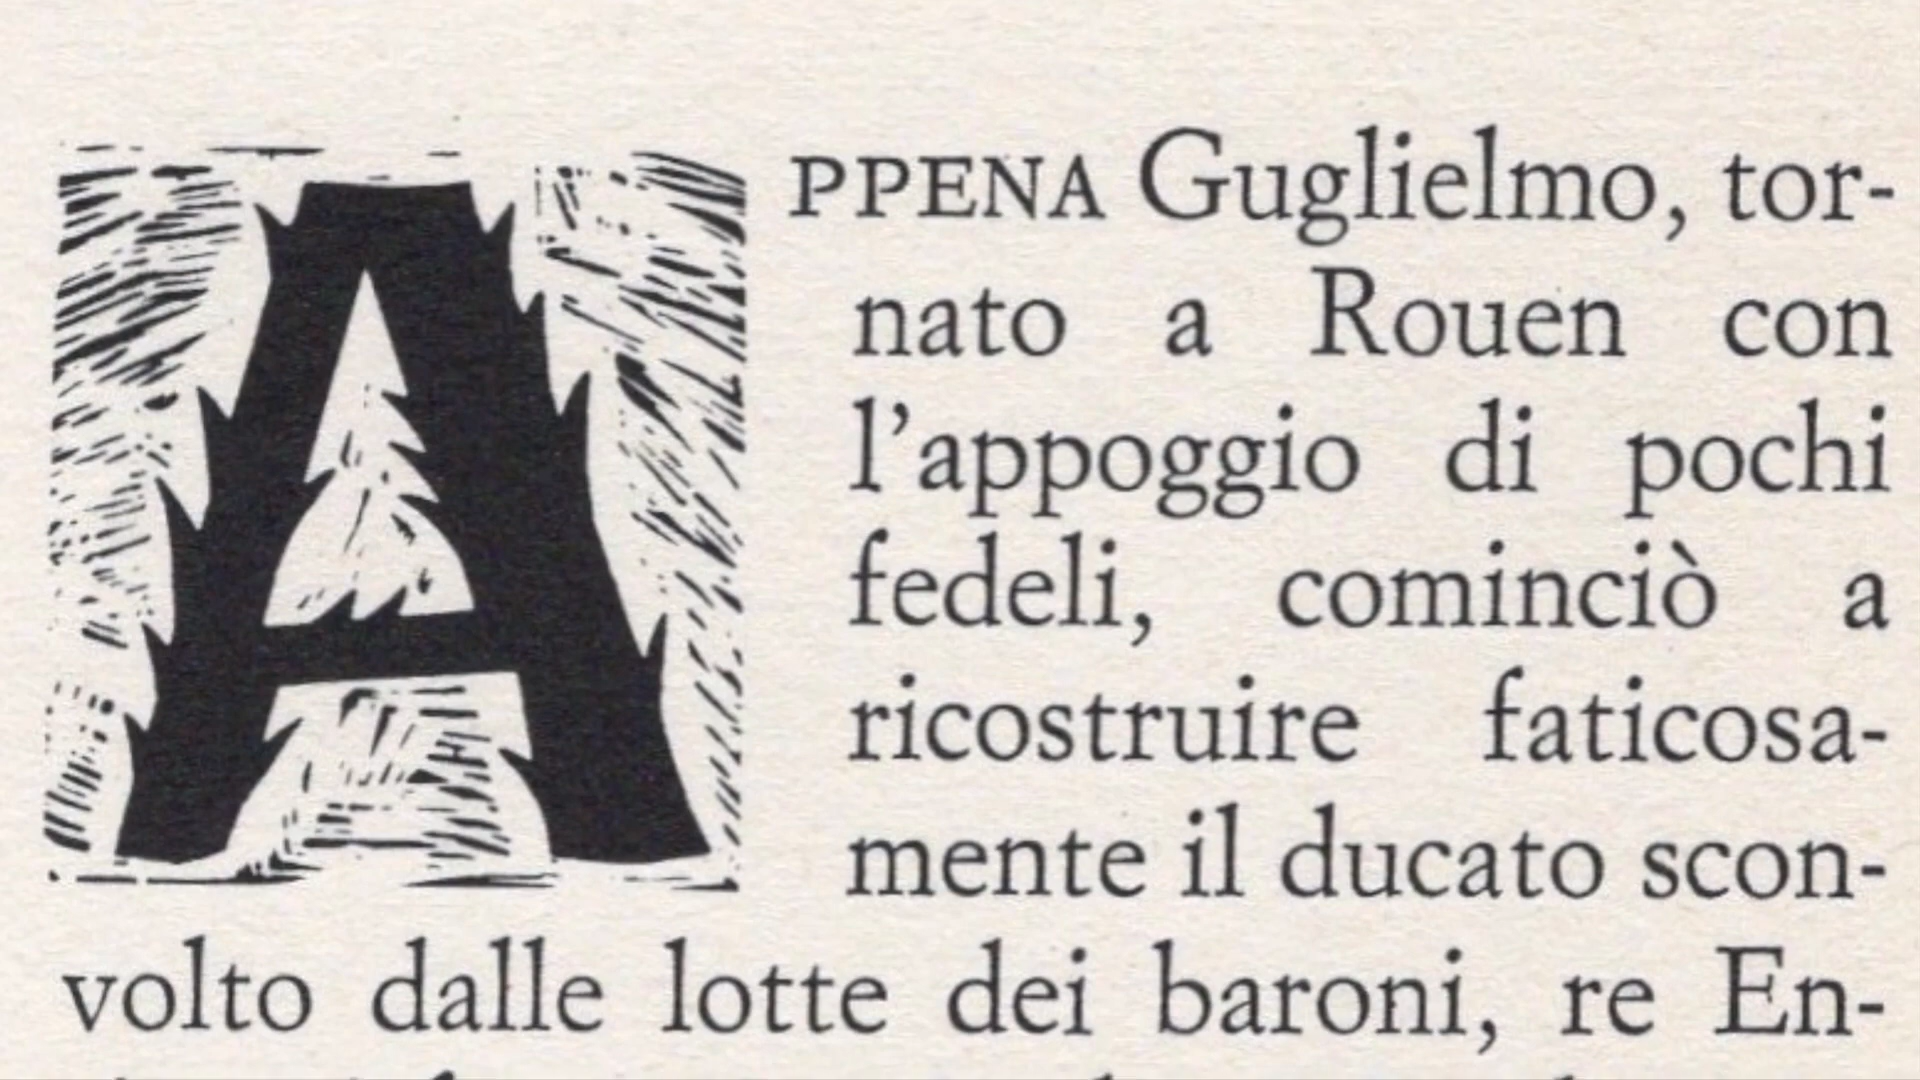 APPENA Guglielmo, tor-
nato a Rouen con
l’appoggio di pochi
fedeli, cominciò a
ricostruire faticosa-
mente il ducato scon-
volto dalle lotte dei baroni, re En-